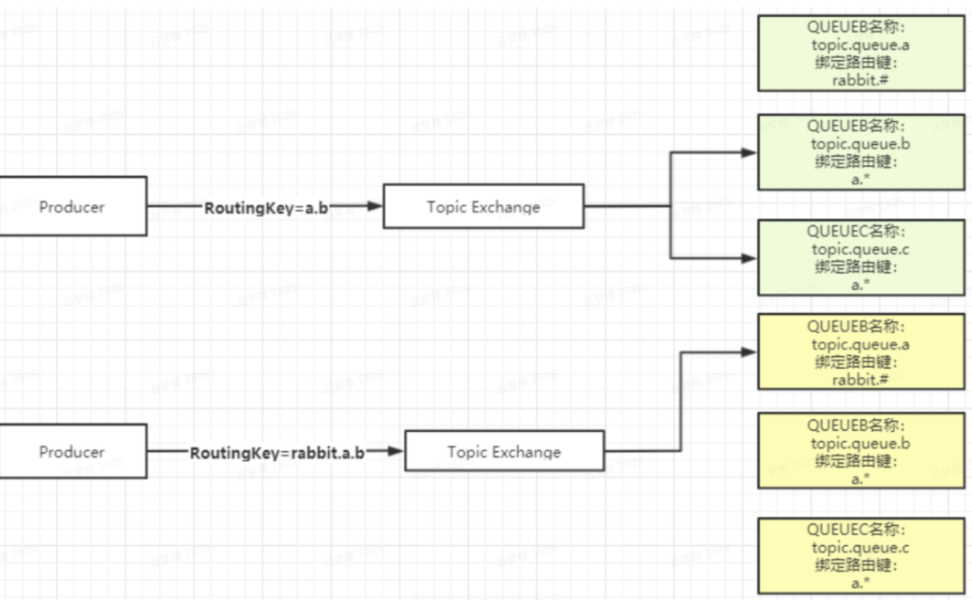 QUEUEB名称：
topic.queue.a
绑定路由键：
rabbit.#
QUEUEB名称：
topic.queue.b
绑定路由键：
a.*
Producer
RoutingKey=a.b
Topic Exchange
QUEUEC名称：
topic.queue.c
绑定路由键：
a.*
QUEUEB名称：
topic.queue.a
绑定路由键：
rabbit.#
Producer
RoutingKey=rabbit.a.b
Topic Exchange
QUEUEB名称：
topic.queue.b
绑定路由键：
a.*
QUEUEC名称：
topic.queue.c
绑定路由键：
a.*